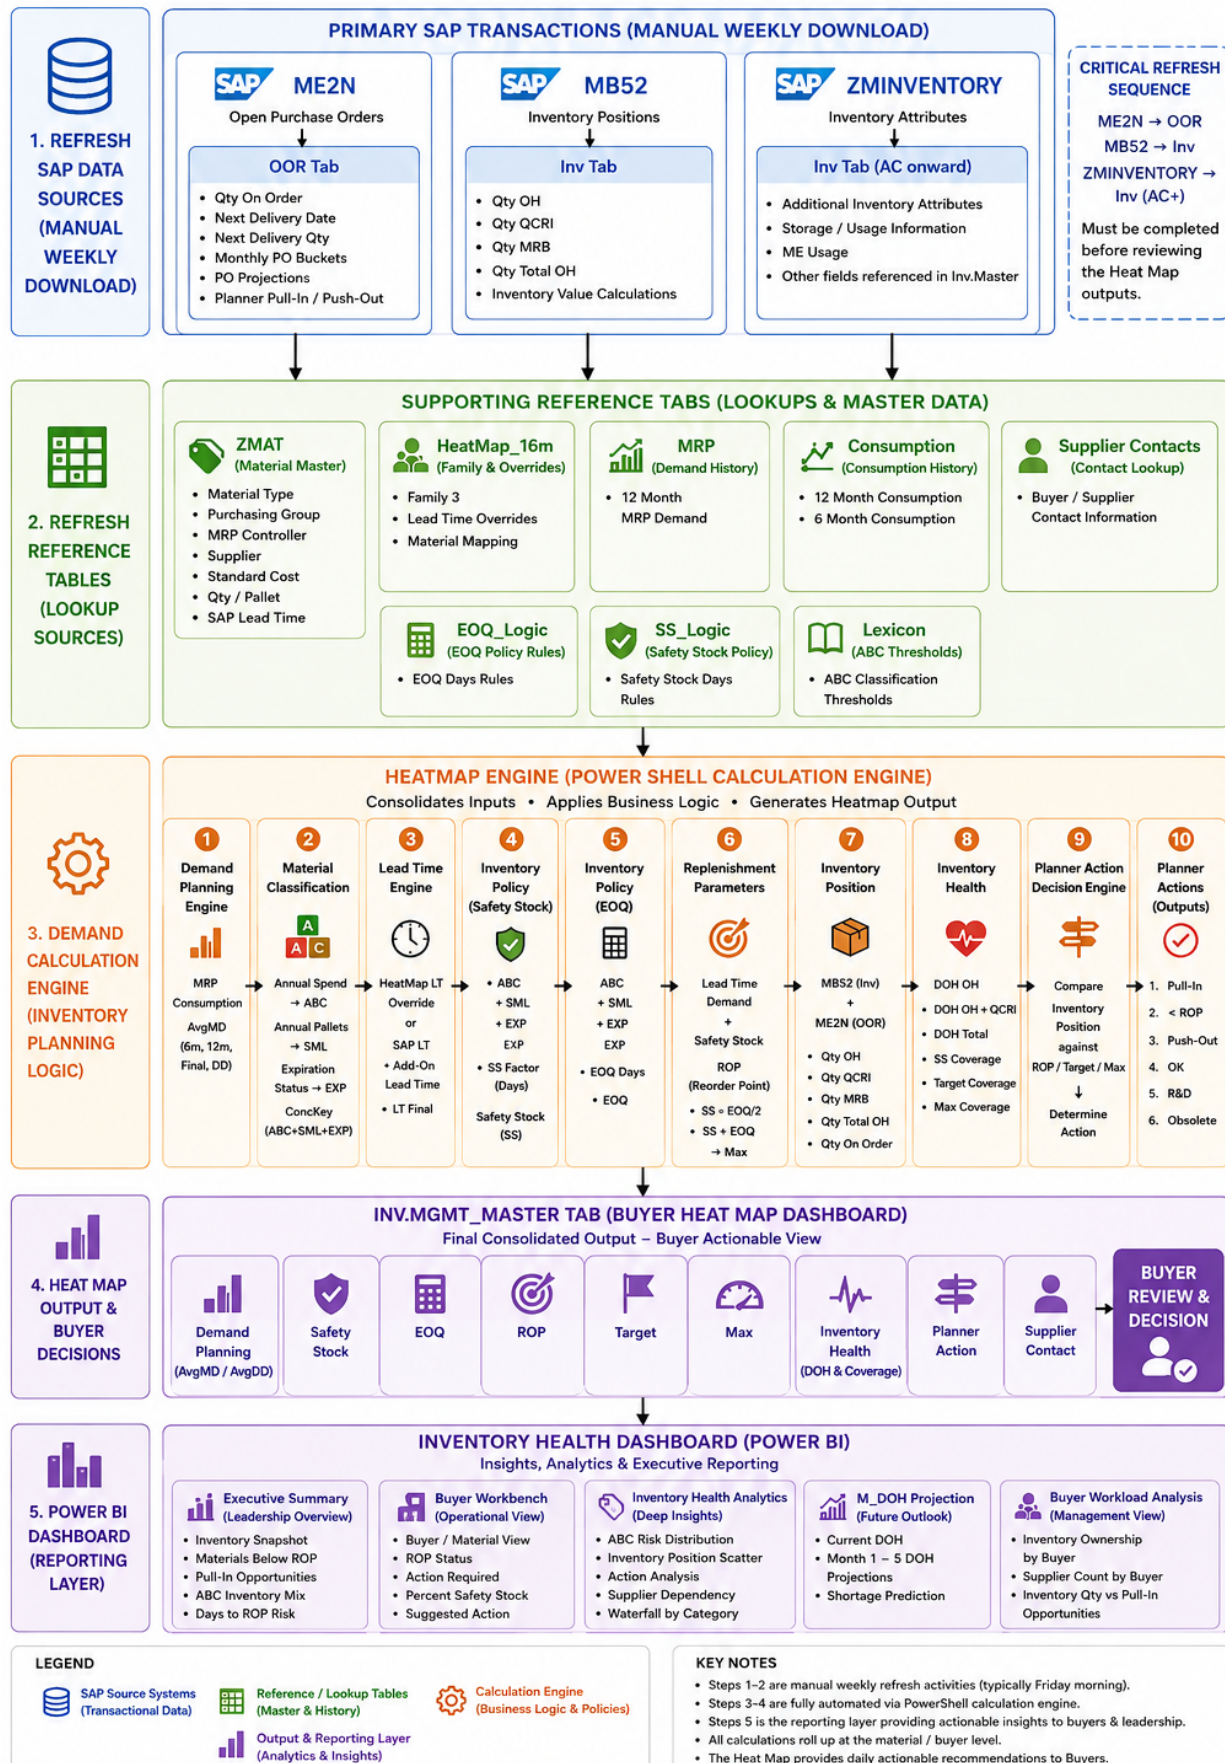 PRIMARY SAP TRANSACTIONS (MANUAL WEEKLY DOWNLOAD)
1. REFRESH
SAP DATA
SOURCES
(MANUAL
WEEKLY
DOWNLOAD)
SAP ME2N
Open Purchase Orders
OOR Tab
• Qty On Order
• Next Delivery Date
• Next Delivery Qty
• Monthly PO Buckets
• PO Projections
• Planner Pull-In / Push-Out
SAP MB52
Inventory Positions
Inv Tab
• Qty OH
• Qty QCRI
• Qty MRB
• Qty Total OH
• Inventory Value Calculations
SAP ZMINVENTORY
Inventory Attributes
Inv Tab (AC onward)
• Additional Inventory Attributes
• Storage / Usage Information
• ME Usage
• Other fields referenced in Inv.Master
CRITICAL REFRESH
SEQUENCE
ME2N → OOR
MB52 → Inv
ZMINVENTORY →
Inv (AC+)
Must be completed
before reviewing
the Heat Map
outputs.
2. REFRESH
REFERENCE
TABLES
(LOOKUP
SOURCES)
SUPPORTING REFERENCE TABS (LOOKUPS & MASTER DATA)
ZMAT
(Material Master)
• Material Type
• Purchasing Group
• MRP Controller
• Supplier
• Standard Cost
• Qty / Pallet
• SAP Lead Time
HeatMap_16m
(Family & Overrides)
• Family 3
• Lead Time Overrides
• Material Mapping
MRP
(Demand History)
• 12 Month
MRP Demand
Consumption
(Consumption History)
• 12 Month Consumption
• 6 Month Consumption
Supplier Contacts
(Contact Lookup)
• Buyer / Supplier
Contact Information
EOQ_Logic
(EOQ Policy Rules)
• EOQ Days Rules
SS_Logic
(Safety Stock Policy)
• Safety Stock Days
Rules
Lexicon
(ABC Thresholds)
• ABC Classification
Thresholds
3. DEMAND
CALCULATION
ENGINE
(INVENTORY
PLANNING
LOGIC)
HEATMAP ENGINE (POWER SHELL CALCULATION ENGINE)
Consolidates Inputs • Applies Business Logic • Generates Heatmap Output
1
Demand
Planning
Engine
MRP
Consumption
AvgMD
(6m, 12m,
Final, DD)
2
Material
Classification
A
A C
Annual Spend
→ ABC
Annual Pallets
→ SML
Expiration
Status → EXP
ConcKey
(ABC+SML+EXP)
3
Lead Time
Engine
HeatMap LT
Override
or
SAP LT
• Add-On
Lead Time
• LT Final
4
Inventory
Policy
(Safety Stock)
• ABC
+ SML
+ EXP
EXP
• SS Factor
(Days)
Safety Stock
(SS)
5
Inventory
Policy
(EOQ)
ABC
+ SML
+ EXP
EXP
• EOQ Days
• EOQ
6
Replenishment
Parameters
Lead Time
Demand
+
Safety Stock
ROP
(Reorder Point)
• SS ∘ EOQ/2
• SS + EOQ
→ Max
7
Inventory
Position
MBS2 (Inv)
+
ME2N (OOR)
• Qty OH
• Qty QCRI
• Qty MRB
• Qty Total OH
• Qty On Order
8
Inventory
Health
DOH OH
• DOH OH + QCRI
• DOH Total
• SS Coverage
• Target Coverage
• Max Coverage
9
Planner Action
Decision Engine
Compare
Inventory
Position
against
ROP / Target / Max
↓
Determine
Action
10
Planner
Actions
(Outputs)
1. Pull-In
2. < ROP
3. Push-Out
4. OK
5. R&D
6. Obsolete
4. HEAT MAP
OUTPUT &
BUYER
DECISIONS
INV.MGMT_MASTER TAB (BUYER HEAT MAP DASHBOARD)
Final Consolidated Output – Buyer Actionable View
Demand
Planning
(AvgMD / AvgDD)
Safety
Stock
EOQ
ROP
Target
Max
Inventory
Health
(DOH & Coverage)
Planner
Action
Supplier
Contact
BUYER
REVIEW &
DECISION
5. POWER BI
DASHBOARD
(REPORTING
LAYER)
INVENTORY HEALTH DASHBOARD (POWER BI)
Insights, Analytics & Executive Reporting
Executive Summary
(Leadership Overview)
• Inventory Snapshot
• Materials Below ROP
• Pull-In Opportunities
• ABC Inventory Mix
• Days to ROP Risk
Buyer Workbench
(Operational View)
• Buyer / Material View
• ROP Status
• Action Required
• Percent Safety Stock
• Suggested Action
Inventory Health Analytics
(Deep Insights)
• ABC Risk Distribution
• Inventory Position Scatter
• Action Analysis
• Supplier Dependency
• Waterfall by Category
M_DOH Projection
(Future Outlook)
• Current DOH
• Month 1 – 5 DOH
Projections
• Shortage Prediction
Buyer Workload Analysis
(Management View)
• Inventory Ownership
by Buyer
• Supplier Count by Buyer
• Inventory Qty vs Pull-In
Opportunities
LEGEND
SAP Source Systems
(Transactional Data)
Reference / Lookup Tables
(Master & History)
Calculation Engine
(Business Logic & Policies)
Output & Reporting Layer
(Analytics & Insights)
KEY NOTES
• Steps 1–2 are manual weekly refresh activities (typically Friday morning).
• Steps 3–4 are fully automated via PowerShell calculation engine.
• Steps 5 is the reporting layer providing actionable insights to buyers & leadership.
• All calculations roll up at the material / buyer level.
• The Heat Map provides daily actionable recommendations to Buyers.